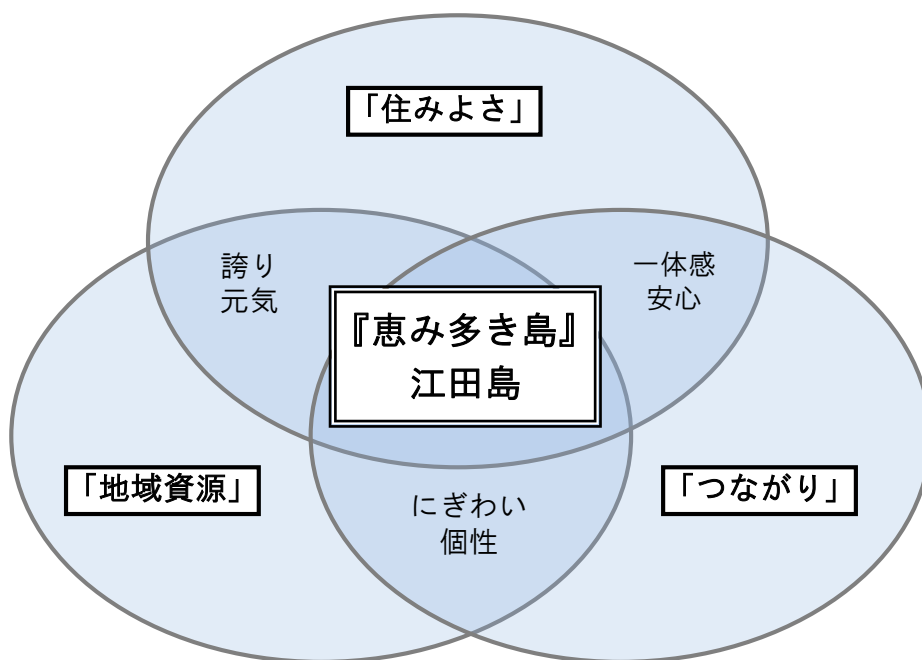 「住みよさ」
誇り
元気
一体感
安心
『恵み多き島』
江田島
「地域資源」
「つながり」
にぎわい
個性